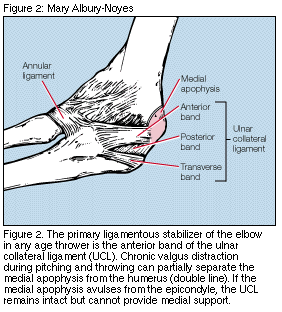 Figure 2: Mary Albury-Noyes
Annular
ligament
Medial
apophysis
Anterior
band
Posterior
band
Transverse
band
Ulnar
collateral
ligament
Figure 2. The primary ligamentous stabilizer of the elbow
in any age thrower is the anterior band of the ulnar
collateral ligament (UCL). Chronic valgus distraction
during pitching and throwing can partially separate the
medial apophysis from the humerus (double line). If the
medial apophysis avulses from the epicondyle, the UCL
remains intact but cannot provide medial support.